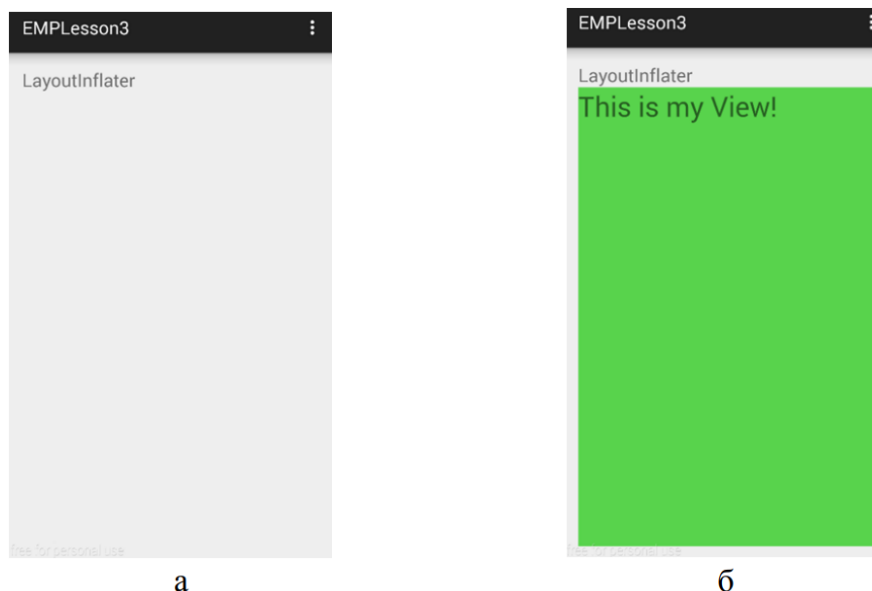 EMPLesson3
LayoutInflater
free for personal use
а
EMPLesson3
LayoutInflater
This is my View!
free for personal use
б